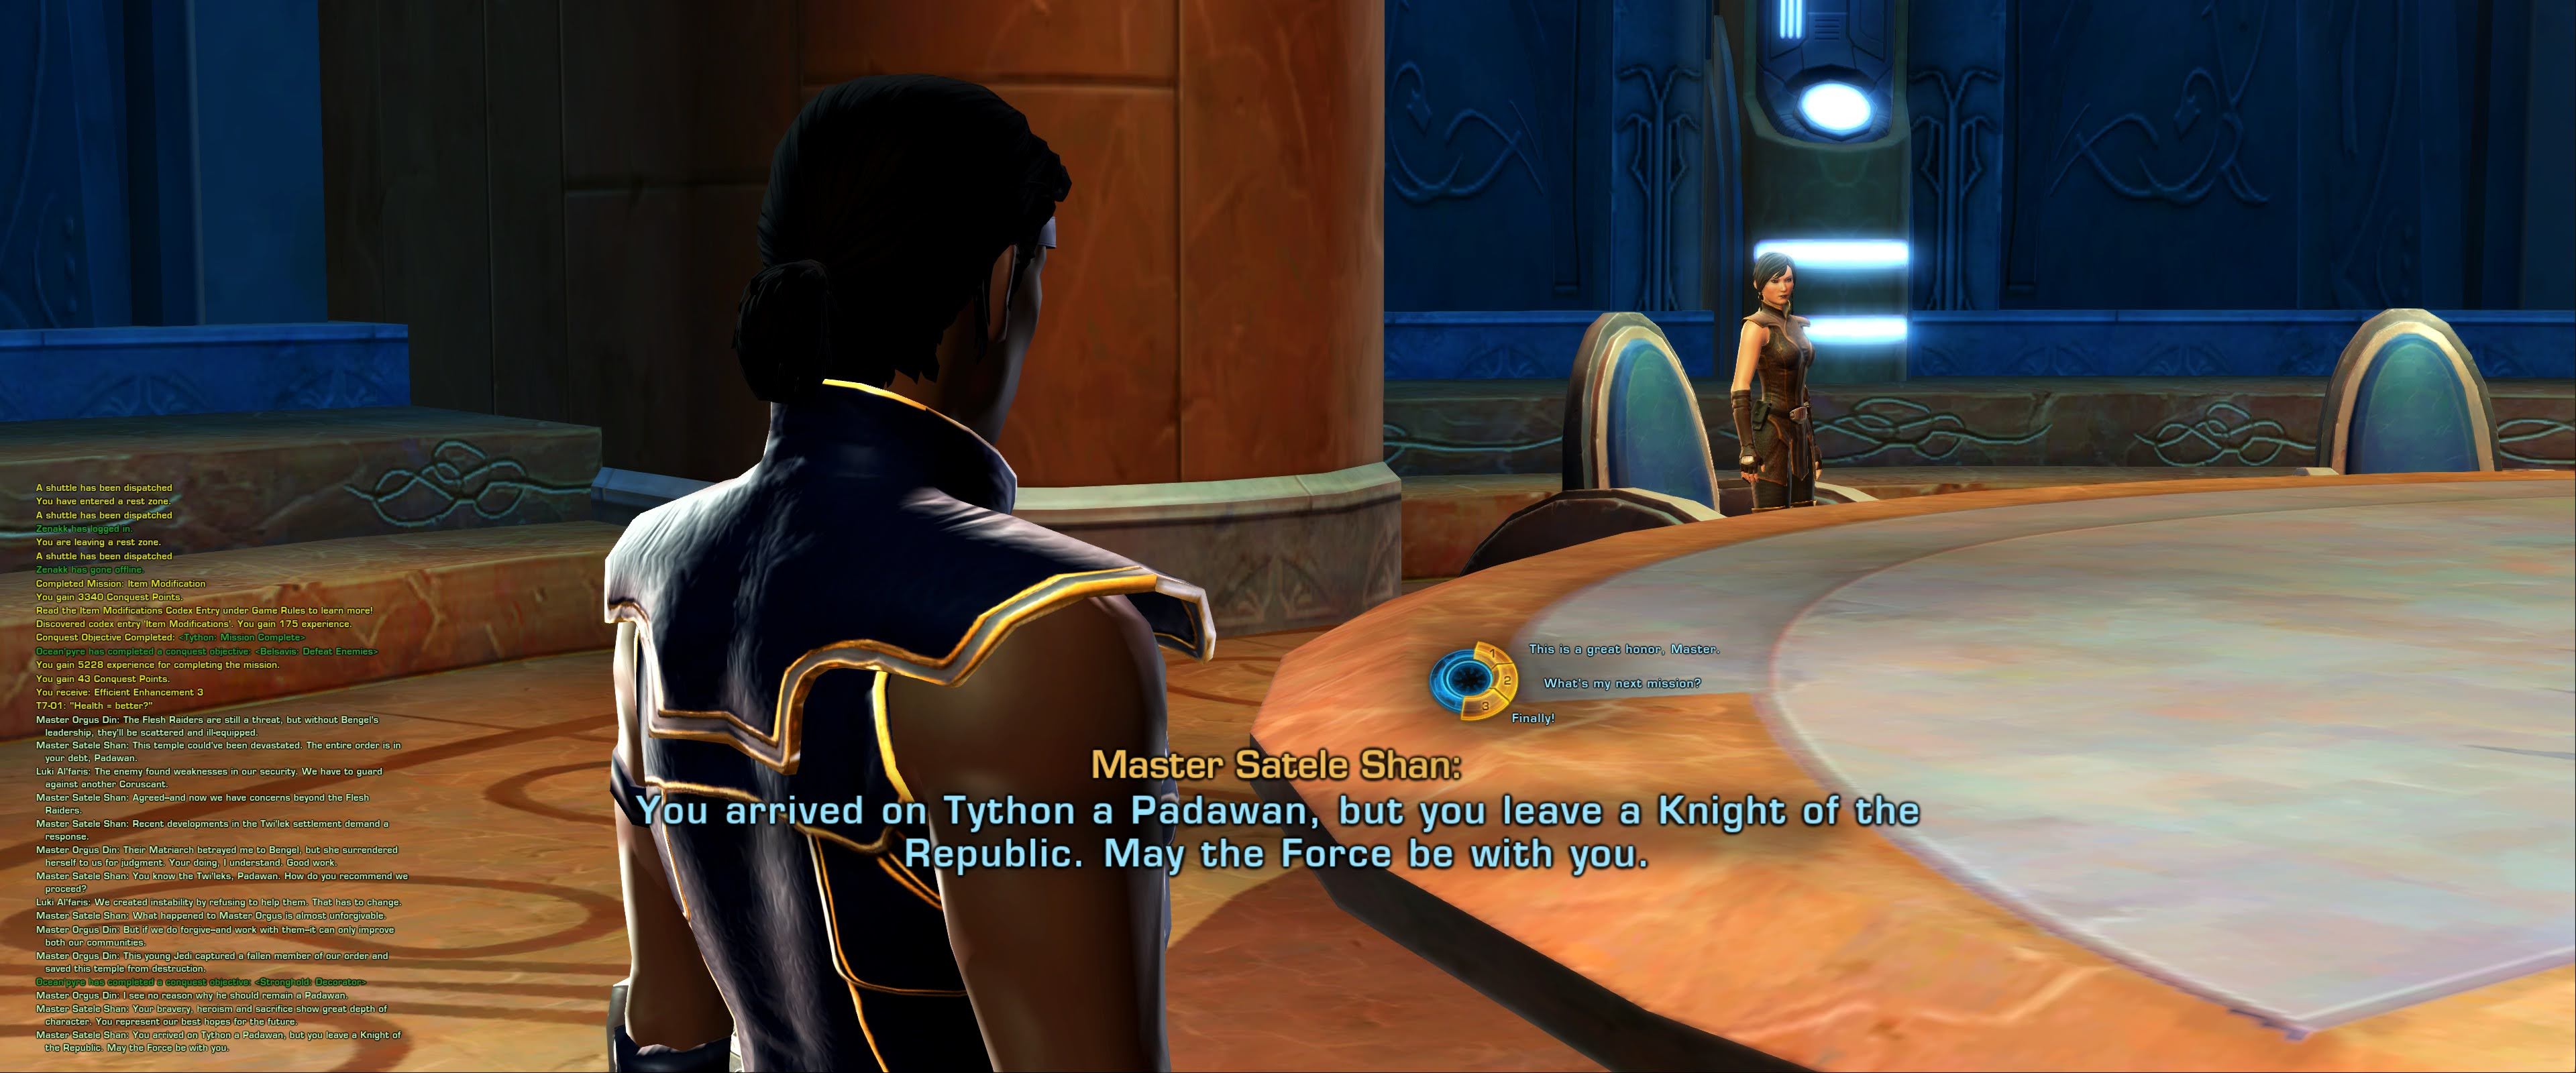 A shuttle has been dispatched
You have entered a rest zone.
A shuttle has been dispatched
Zenakk has logged in.
You are leaving a rest zone.
A shuttle has been dispatched
Zenakk has gone offline.
Completed Mission: Item Modification
You gain 3340 Conquest Points.
Read the Item Modifications Codex Entry under Game Rules to learn more!
Discovered codex entry 'Item Modifications'. You gain 175 experience.
Conquest Objective Completed: <Tython: Mission Complete>
Ocean'pyre has completed a conquest objective: <Belsavis: Defeat Enemies>
You gain 5228 experience for completing the mission.
You gain 43 Conquest Points.
You receive: Efficient Enhancement 3
T7-01: "Health = better?"
Master Orgus Din: The Flesh Raiders are still a threat, but without Bengel's
leadership, they'll be scattered and ill-equipped.
Master Satele Shan: This temple could've been devastated. The entire order is in
your debt, Padawan.
Luki Al'faris: The enemy found weaknesses in our security. We have to guard
against another Coruscant.
Master Satele Shan: Agreed—and now we have concerns beyond the Flesh
Raiders.
Master Satele Shan: Recent developments in the Twi'lek settlement demand a
response.
Master Orgus Din: Their Matriarch betrayed me to Bengel, but she surrendered
herself to us for judgment. Your doing, I understand. Good work.
Master Satele Shan: You know the Twi'leks, Padawan. How do you recommend we
proceed?
Luki Al'faris: We created instability by refusing to help them. That has to change.
Master Satele Shan: What happened to Master Orgus is almost unforgivable.
Master Orgus Din: But if we do forgive—and work with them—it can only improve
both our communities.
Master Orgus Din: This young Jedi captured a fallen member of our order and
saved this temple from destruction.
Ocean'pyre has completed a conquest objective: <Stronghold: Decorator>
Master Orgus Din: I see no reason why he should remain a Padawan.
Master Satele Shan: Your bravery, heroism and sacrifice show great depth of
character. You represent our best hopes for the future.
Master Satele Shan: You arrived on Tython a Padawan, but you leave a Knight of
the Republic. May the Force be with you.
1 This is a great honor, Master.
2 What's my next mission?
3 Finally!
Master Satele Shan:
You arrived on Tython a Padawan, but you leave a Knight of the
Republic. May the Force be with you.